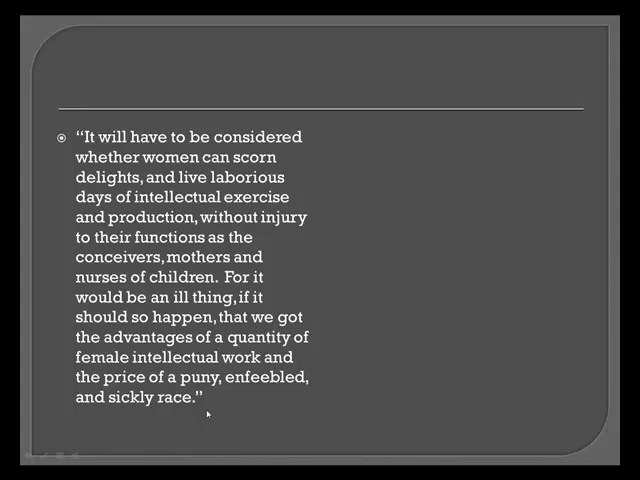 “It will have to be considered
whether women can scorn
delights, and live laborious
days of intellectual exercise
and production, without injury
to their functions as the
conceivers, mothers and
nurses of children.  For it
would be an ill thing, if it
should so happen, that we got
the advantages of a quantity of
female intellectual work and
the price of a puny, enfeebled,
and sickly race.”